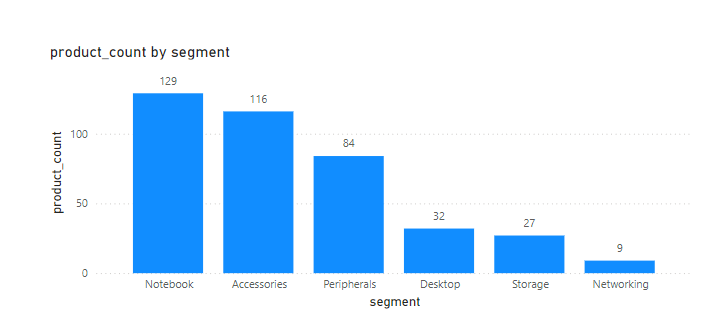 product_count by segment
129
116
84
32
27
9
100
50
0
product_count
Notebook Accessories Peripherals Desktop Storage Networking
segment